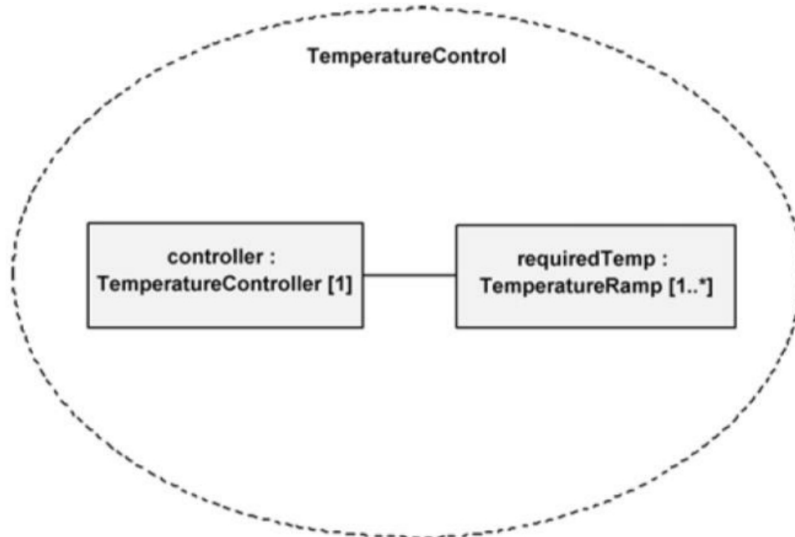 TemperatureControl
controller :
TemperatureController [1]
requiredTemp :
TemperatureRamp [1..*]